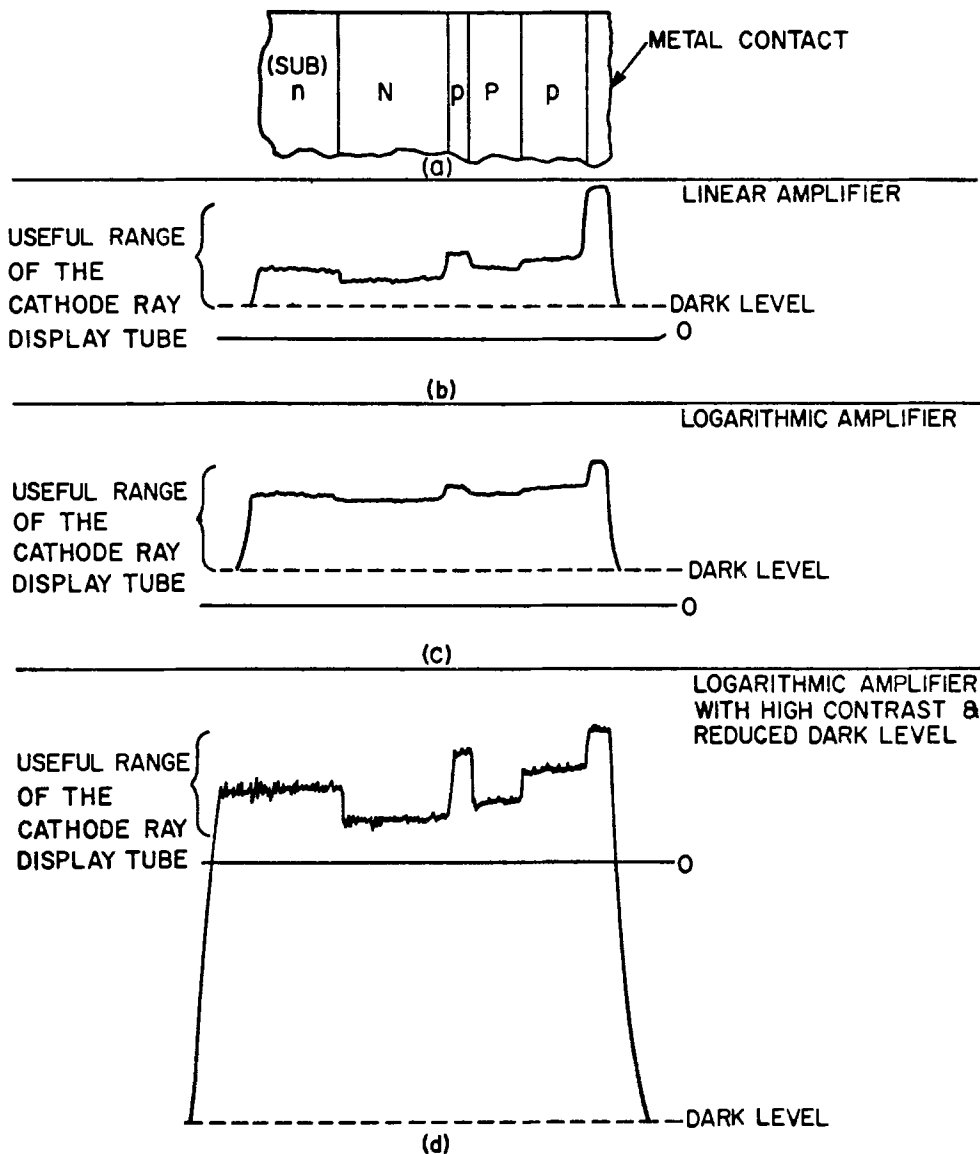 METAL CONTACT
(SUB)
n
N
p
P
p
(a)
LINEAR AMPLIFIER
USEFUL RANGE
OF THE
CATHODE RAY
DISPLAY TUBE
DARK LEVEL
O
(b)
LOGARITHMIC AMPLIFIER
USEFUL RANGE
OF THE
CATHODE RAY
DISPLAY TUBE
DARK LEVEL
O
(c)
LOGARITHMIC AMPLIFIER
WITH HIGH CONTRAST &
REDUCED DARK LEVEL
USEFUL RANGE
OF THE
CATHODE RAY
DISPLAY TUBE
O
DARK LEVEL
(d)